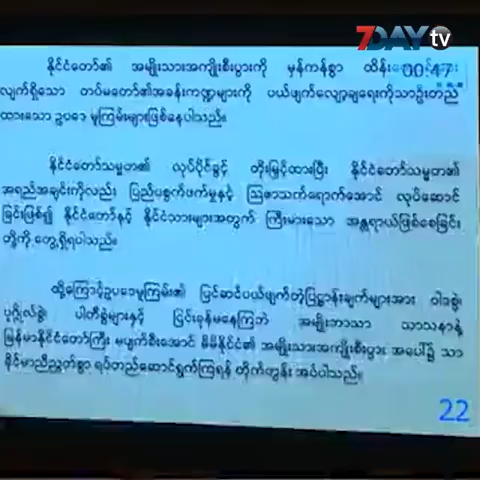 7DAY tv
နိုင်ငံတော်၏ အမျိုးသားအကျိုးစီးပွားကို မှန်ကန်စွာ ထိန်း
00:47
လျက်ရှိသော တပ်မတော်၏အခန်းကဏ္ဍများကို ပယ်ဖျက်လျှော့ချရေးကိုသာဦးတည်
ထားသော ဥပဒေ မူကြမ်းများဖြစ်နေပါသည်။
နိုင်ငံတော်သမ္မတ၏ လုပ်ပိုင်ခွင့် တိုးမြှင့်ထားပြီး နိုင်ငံတော်သမ္မတ၏
အရည်အချင်းကိုလည်း ပြည်ပစွက်ဖက်မှုနှင့် ဩဇာသက်ရောက်အောင် လုပ်ဆောင်
ခြင်းဖြစ်၍ နိုင်ငံတော်နှင့် နိုင်ငံသားများအတွက် ကြီးမားသော အန္တရာယ်ဖြစ်စေခြင်း
တို့ကို တွေ့ရှိရပါသည်။
ထို့ကြောင့်ဥပဒေမူကြမ်း၏ ပြင်ဆင်ပယ်ဖျက်တဲ့ပြဋ္ဌာန်းချက်များအား ဝါဒစွဲ၊
ပုဂ္ဂိုလ်စွဲ၊ ပါတီစွဲများနှင့် ငြင်းခုန်မနေကြဘဲ အမျိုးဘာသာ သာသနာနဲ့
မြန်မာနိုင်ငံတော်ကြီး မပျက်စီးအောင် မိမိနိုင်ငံ၏ အမျိုးသားအကျိုးစီးပွား အပေါ်၌ သာ
ခိုင်မာညီညွတ်စွာ ရပ်တည်ဆောင်ရွက်ကြရန် တိုက်တွန်း အပ်ပါသည်။
22